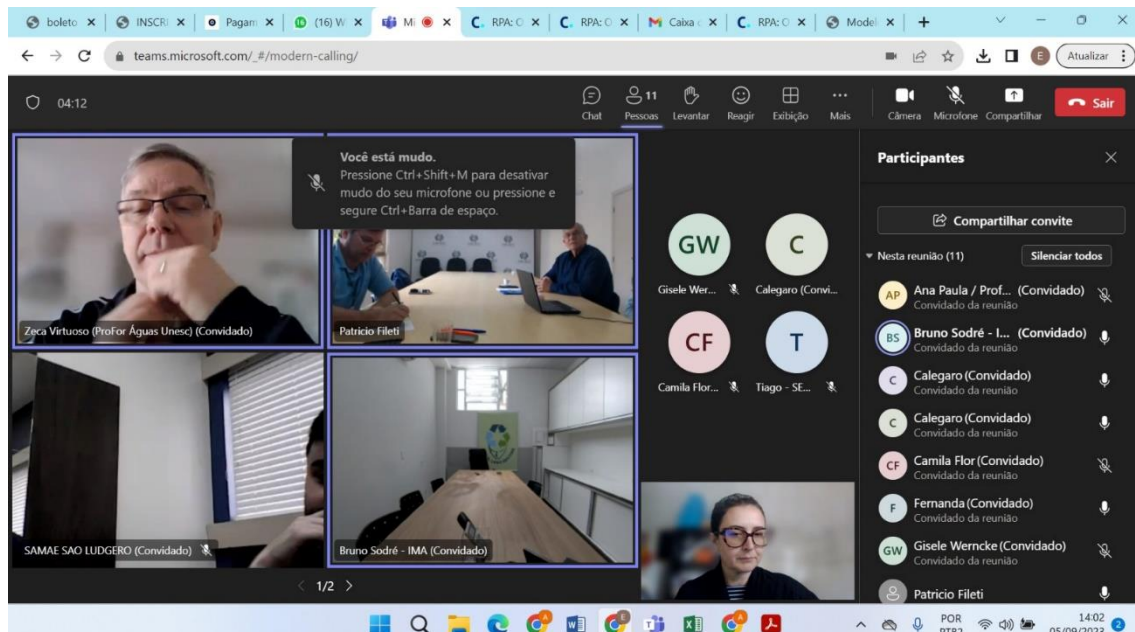 boleto
INSCRI
Pagam
(16) W
Mi
RPA: O
RPA: O
Caixa
RPA: O
Model
teams.microsoft.com/_#/modern-calling/
E
Atualizar
04:12
Chat
11
Pessoas
Levantar
Reagir
Exibição
Mais
Câmera
Microfone
Compartilhar
Sair
Você está mudo.
Pressione Ctrl+Shift+M para desativar
mudo do seu microfone ou pressione e
segure Ctrl+Barra de espaço.
Zeca Virtuoso (ProFor Águas Unesc) (Convidado)
Patricio Fileti
SAMAE SAO LUDGERO (Convidado)
Bruno Sodré - IMA (Convidado)
1/2
GW
Gisele Wer...
C
Calegaro (Convi...
CF
Camila Flor...
T
Tiago - SE...
Participantes
Compartilhar convite
Nesta reunião (11)
Silenciar todos
AP
Ana Paula / Prof... (Convidado)
Convidado da reunião
BS
Bruno Sodré - I... (Convidado)
Convidado da reunião
C
Calegaro (Convidado)
Convidado da reunião
C
Calegaro (Convidado)
Convidado da reunião
CF
Camila Flor (Convidado)
Convidado da reunião
F
Fernanda (Convidado)
Convidado da reunião
GW
Gisele Werncke (Convidado)
Convidado da reunião
Patricio Fileti
POR
PTB2
14:02
05/09/2023
2